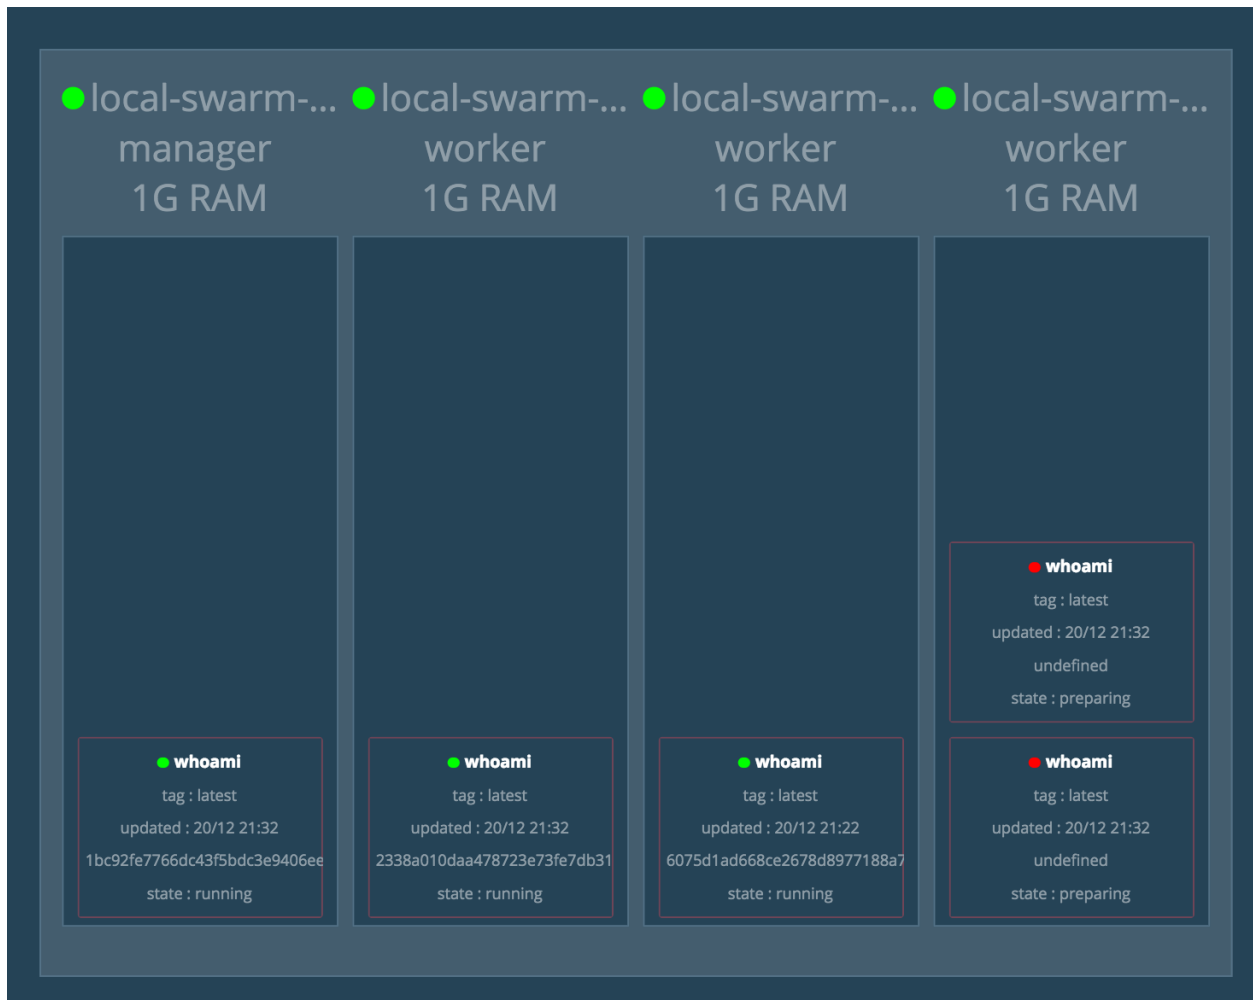 local-swarm-...
manager
1G RAM
local-swarm-...
worker
1G RAM
local-swarm-...
worker
1G RAM
local-swarm-...
worker
1G RAM
whoami
tag : latest
updated : 20/12 21:32
1bc92fe7766dc43f5bdc3e9406ee
state : running
whoami
tag : latest
updated : 20/12 21:32
2338a010daa478723e73fe7db31
state : running
whoami
tag : latest
updated : 20/12 21:22
6075d1ad668ce2678d8977188a7
state : running
whoami
tag : latest
updated : 20/12 21:32
undefined
state : preparing
whoami
tag : latest
updated : 20/12 21:32
undefined
state : preparing